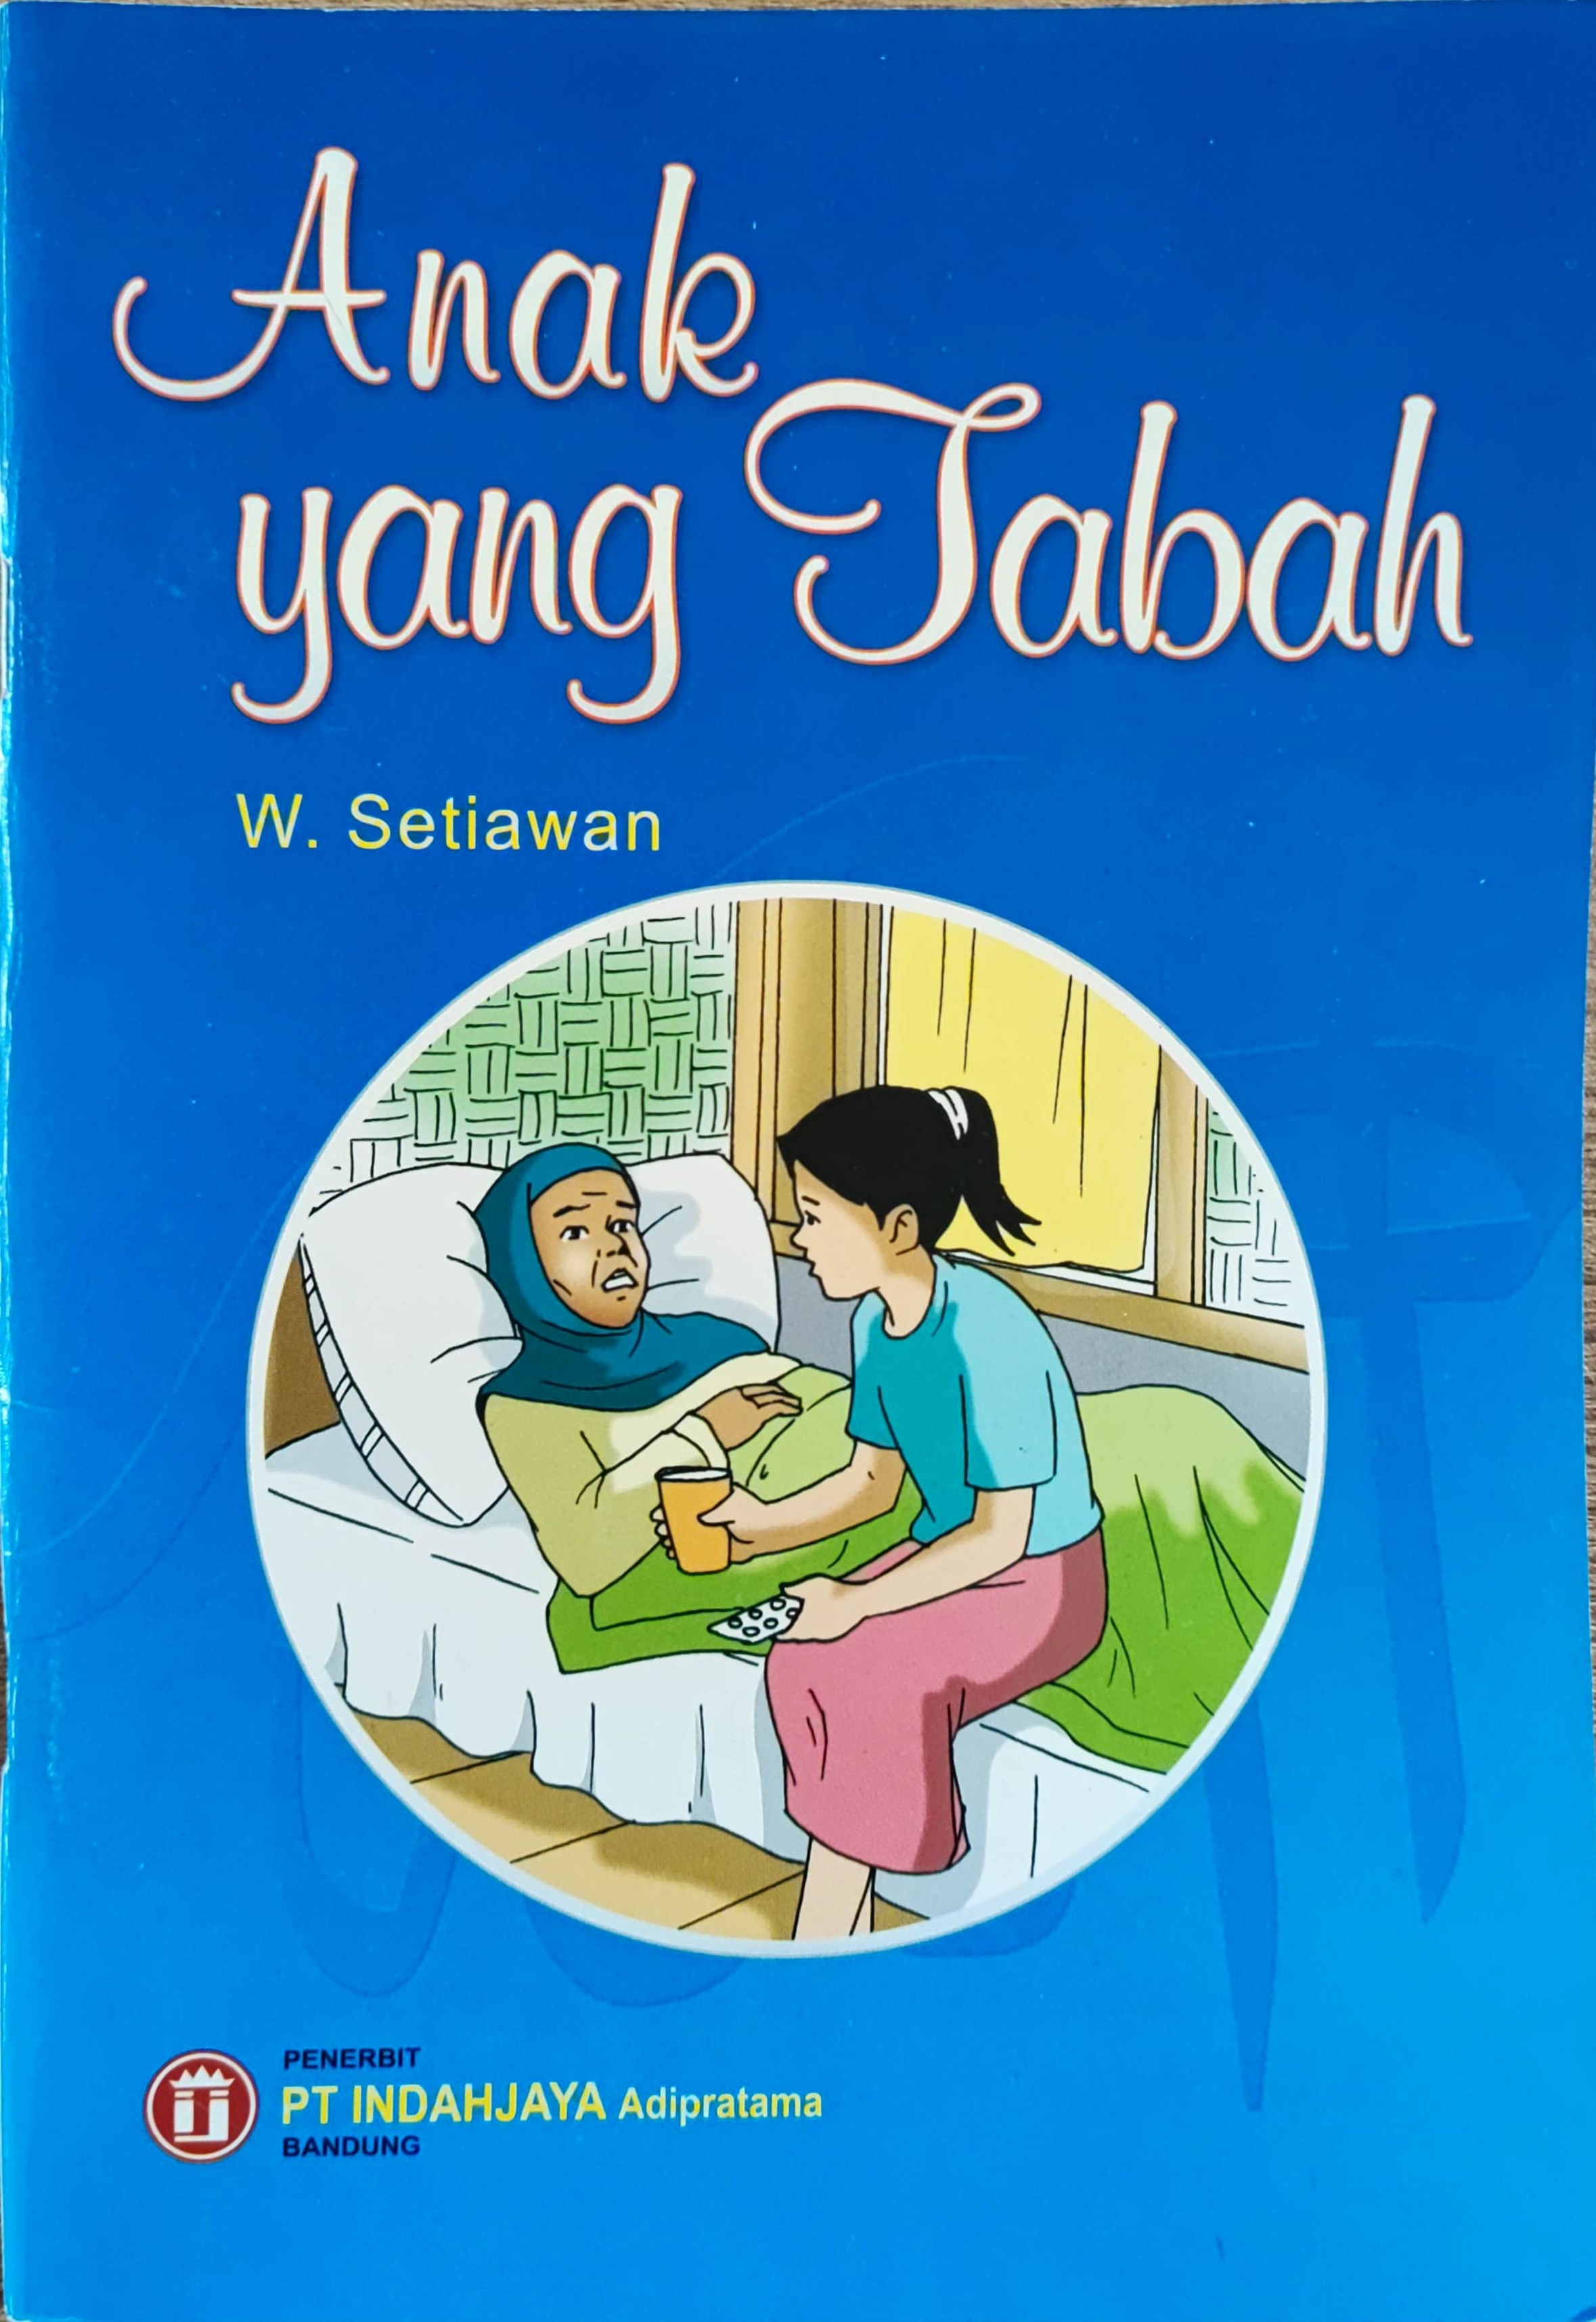 Anak
yang Tabah
W. Setiawan
PENERBIT
PT INDAHJAYA Adipratama
BANDUNG